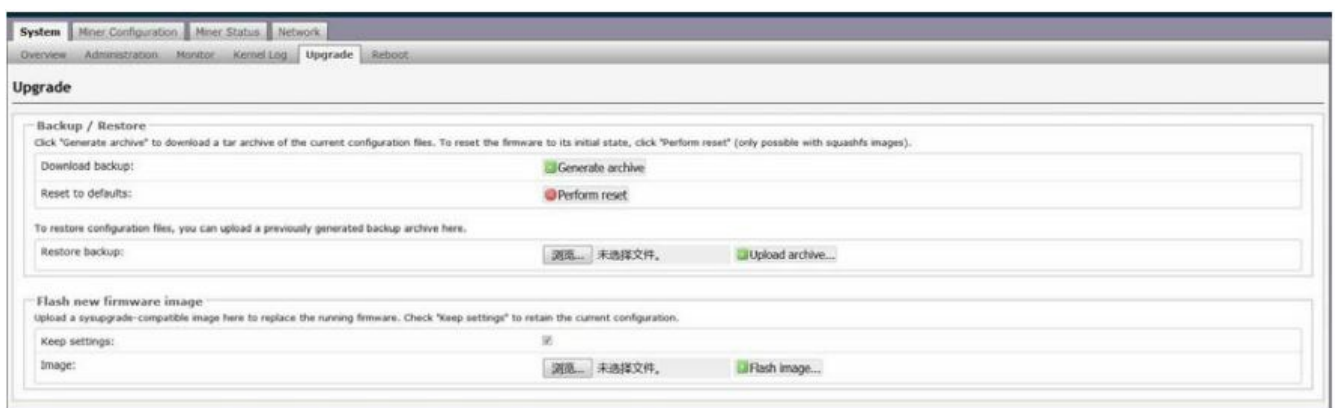 System Miner Configuration Miner Status Network
Overview Administration Monitor Kernel Log Upgrade Reboot
Upgrade
Backup / Restore
Click "Generate archive" to download a tar archive of the current configuration files. To reset the firmware to its initial state, click "Perform reset" (only possible with squashfs images).
Download backup: Generate archive
Reset to defaults: Perform reset
To restore configuration files, you can upload a previously generated backup archive here.
Restore backup: 浏览... 未选择文件。 Upload archive...
Flash new firmware image
Upload a sysupgrade-compatible image here to replace the running firmware. Check "Keep settings" to retain the current configuration.
Keep settings:
Image: 浏览... 未选择文件。 Flash image...